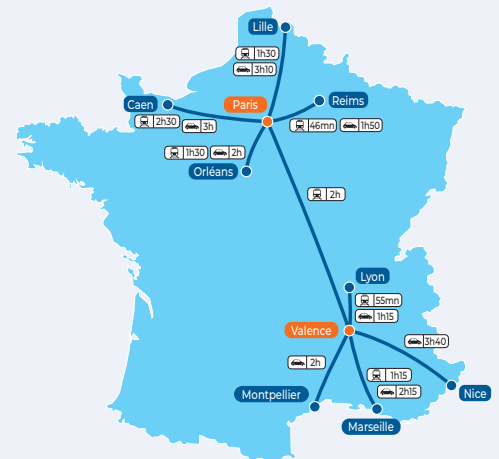 Lille
1h30
3h10
Caen
Paris
Reims
2h30
3h
46mn
1h50
1h30
2h
Orléans
2h
Lyon
55mn
1h15
Valence
3h40
2h
1h15
2h15
Montpellier
Nice
Marseille